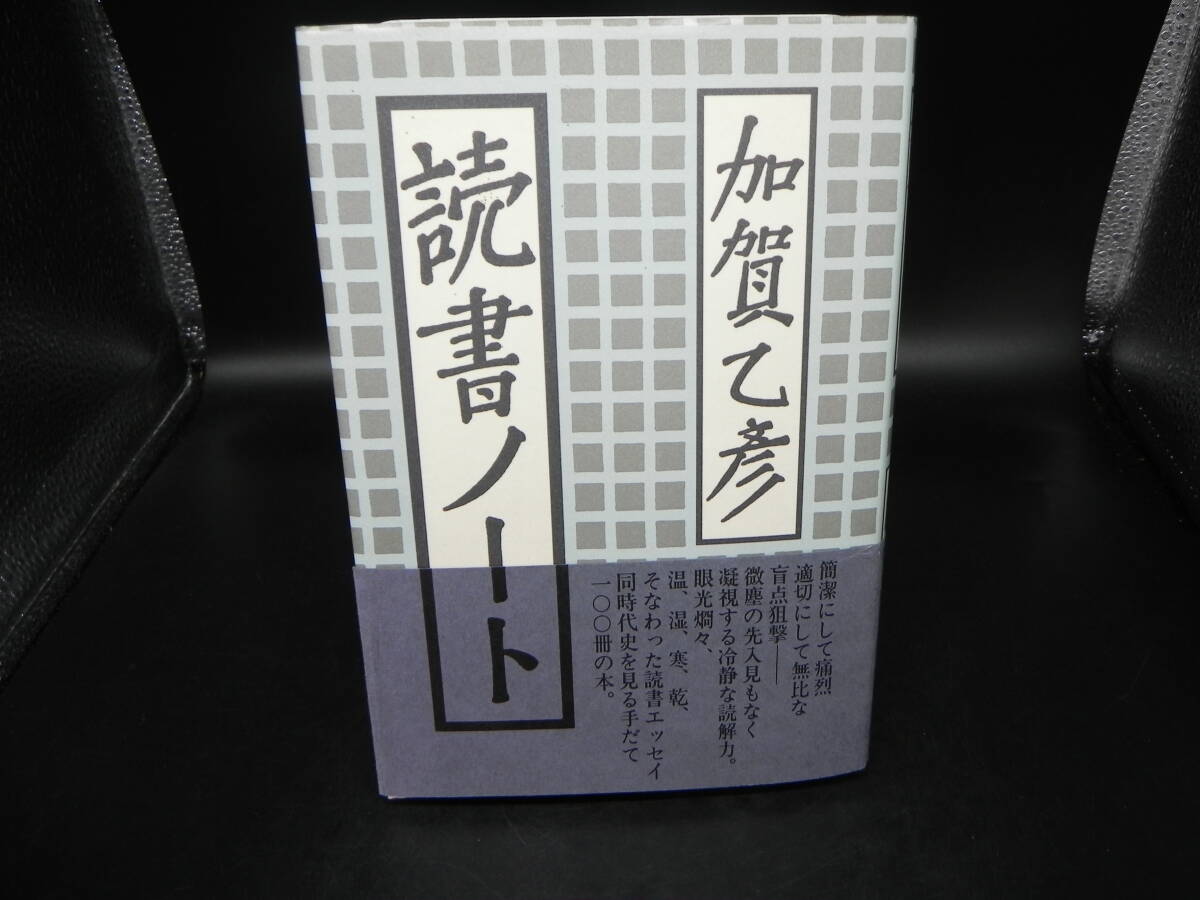 加賀乙彦
読書ノート
簡潔にして痛烈
適切にして無比な
盲点狙撃――
微塵の先入見もなく
凝視する冷静な読解力。
眼光燗々、
温、湿、寒、乾、
そなわった読書エッセイ
同時代史を見る手だて
一〇〇冊の本。